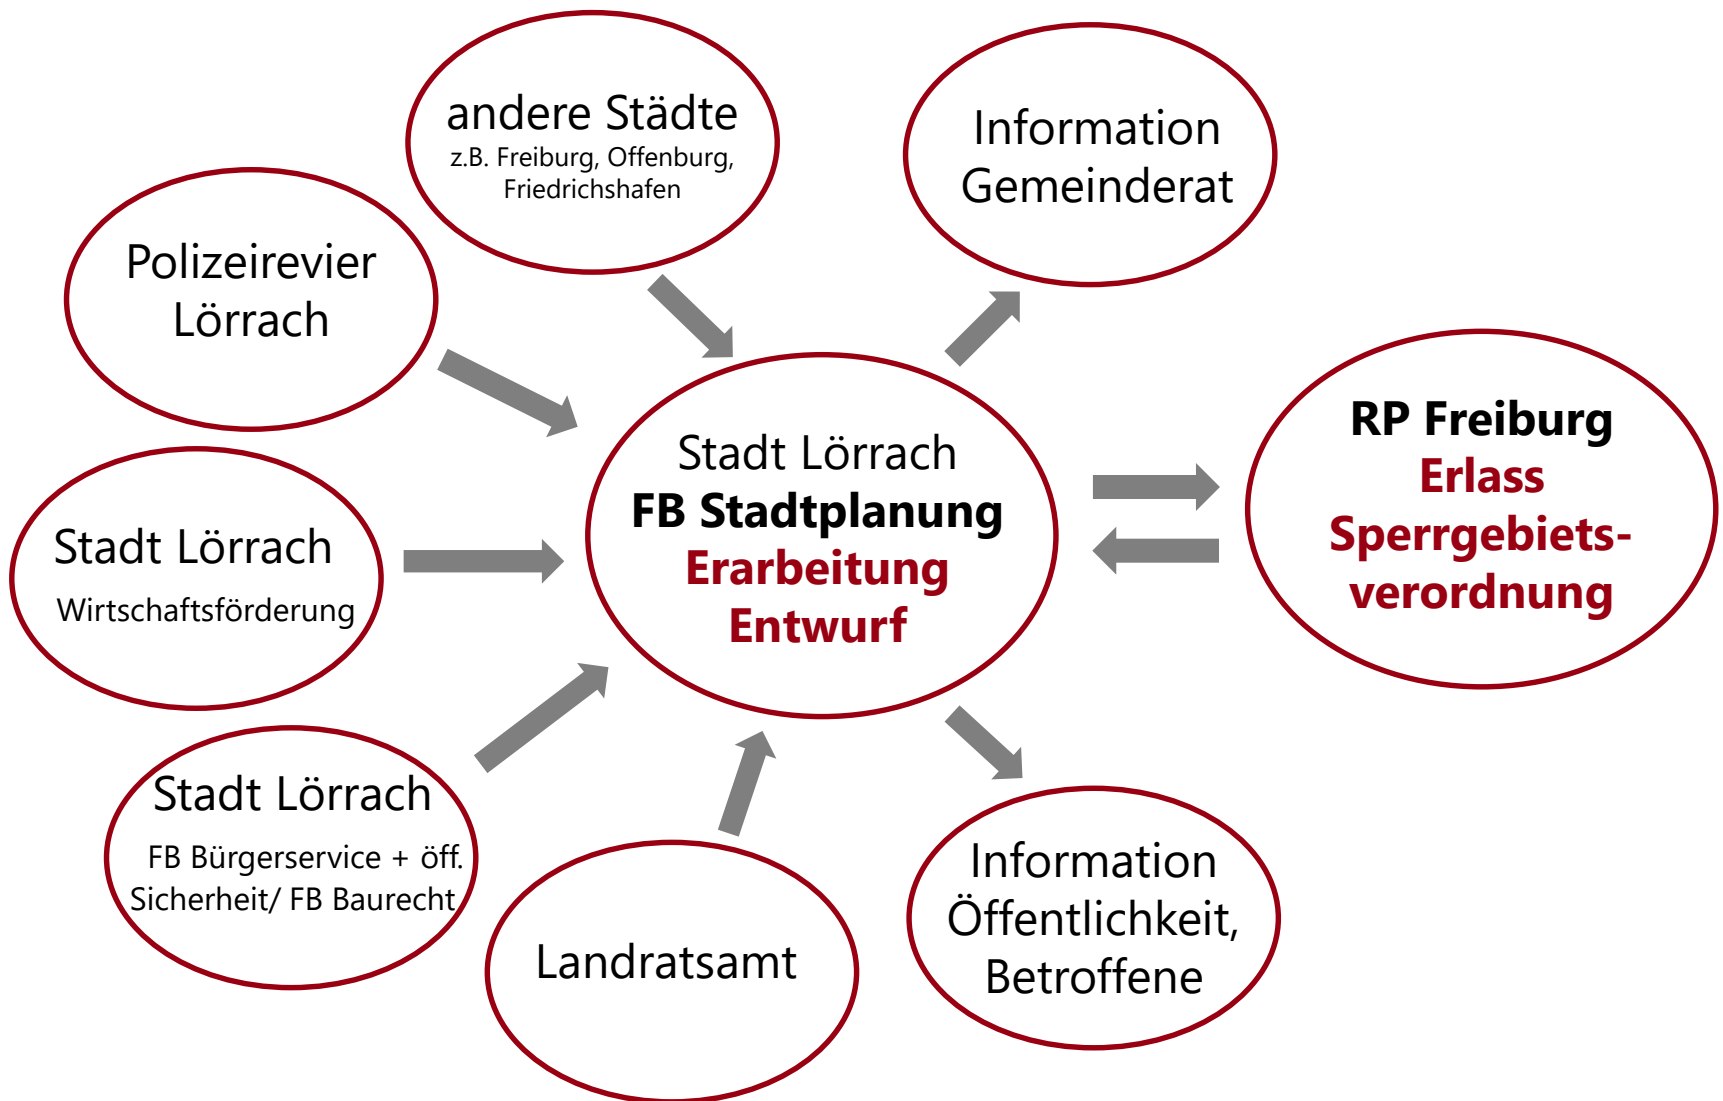 andere Städte
z.B. Freiburg, Offenburg,
Friedrichshafen
Information
Gemeinderat
Polizeirevier
Lörrach
RP Freiburg
Erlass
Sperrgebiets-
verordnung
Stadt Lörrach
FB Stadtplanung
Erarbeitung
Entwurf
Stadt Lörrach
Wirtschaftsförderung
Stadt Lörrach
FB Bürgerservice + öff.
Sicherheit/ FB Baurecht
Landratsamt
Information
Öffentlichkeit,
Betroffene